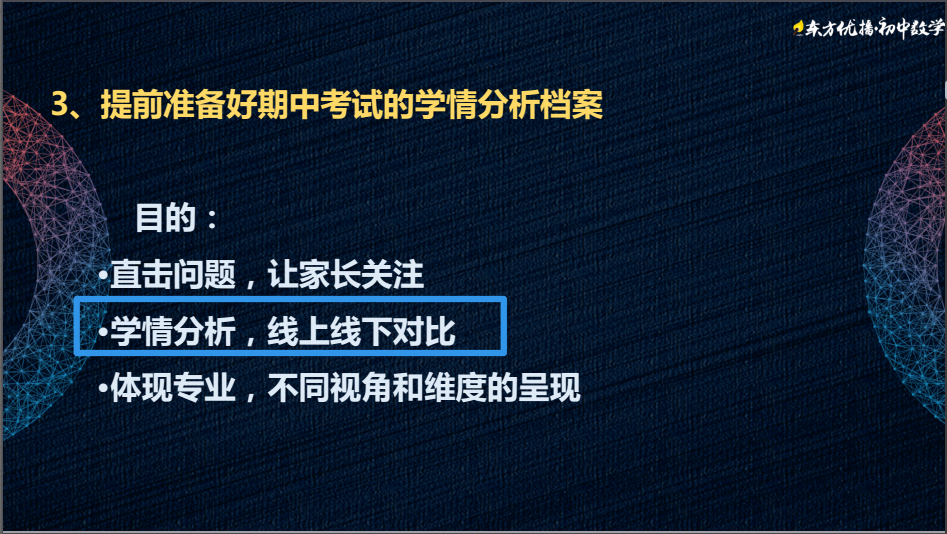 东方优播·初中数学
3、提前准备好期中考试的学情分析档案
目的：
•直击问题，让家长关注
•学情分析，线上线下对比
•体现专业，不同视角和维度的呈现